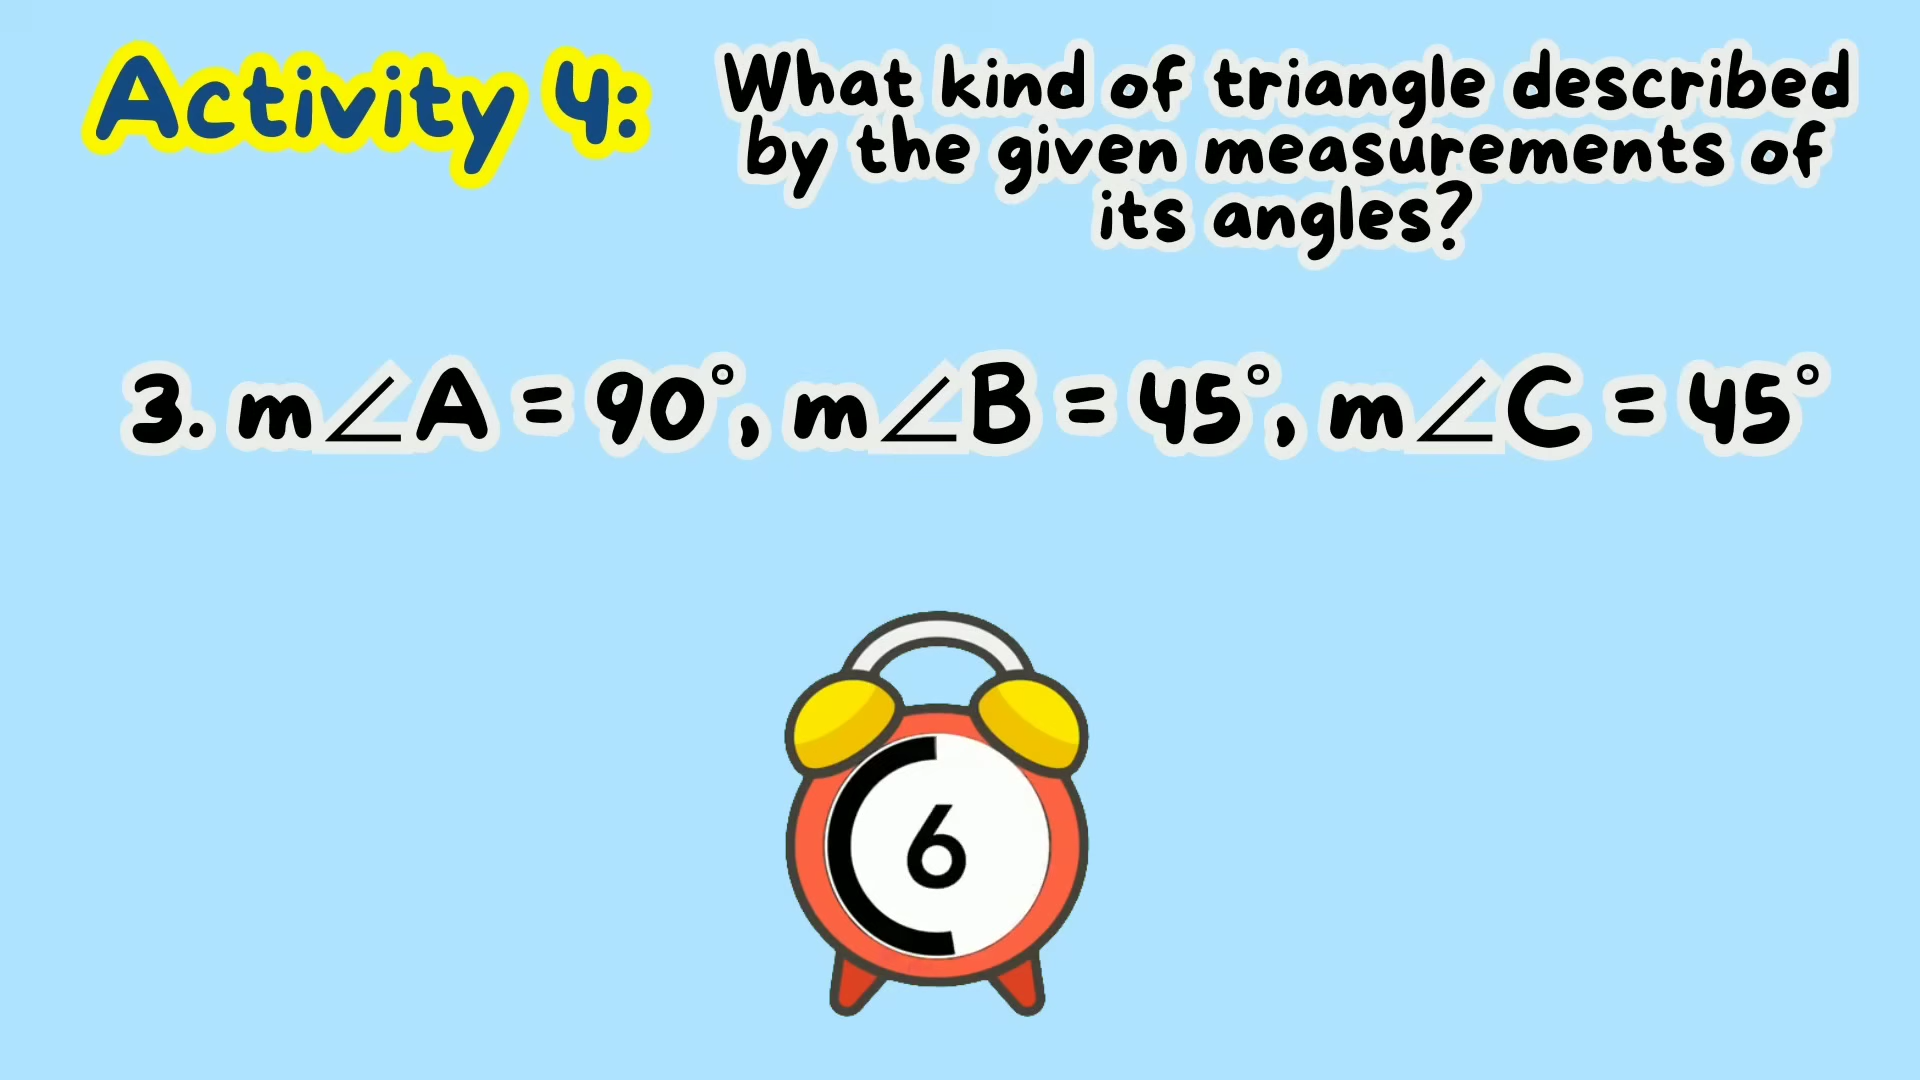 Activity 4:
What kind of triangle described
by the given measurements of
its angles?
3. m∠A = 90°, m∠B = 45°, m∠C = 45°
6